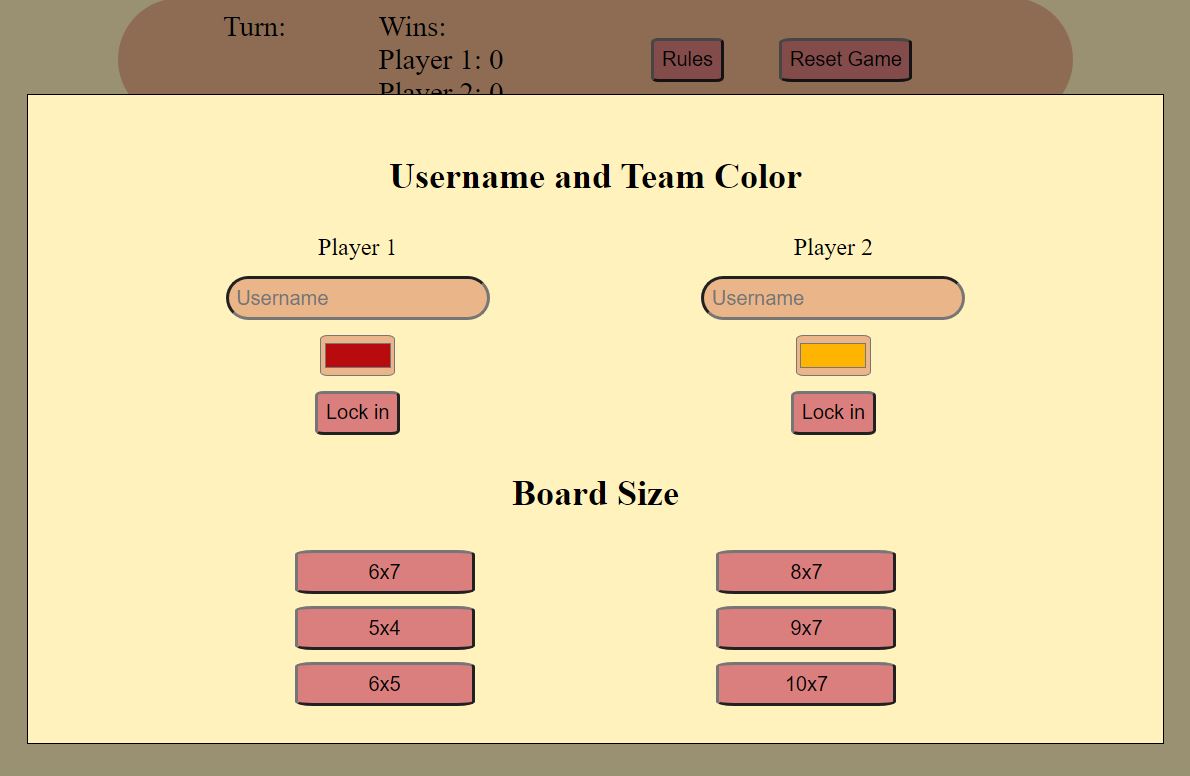 Turn:
Wins:
Player 1: 0
Rules
Reset Game
Player 2: 0
Username and Team Color
Player 1
Player 2
Username
Username
Lock in
Lock in
Board Size
6x7
8x7
5x4
9x7
6x5
10x7